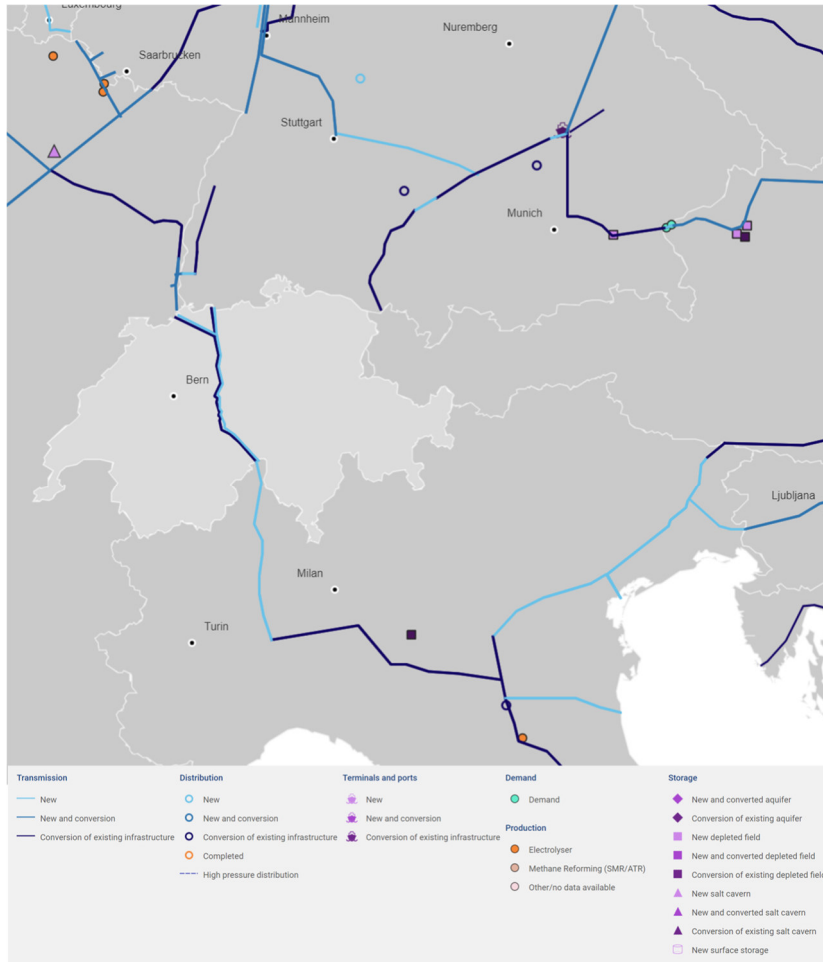 Luxembourg
Mannheim
Nuremberg
Saarbrucken
Stuttgart
Munich
Bern
Ljubljana
Milan
Turin
Transmission
New
New and conversion
Conversion of existing infrastructure
Distribution
New
New and conversion
Conversion of existing infrastructure
Completed
High pressure distribution
Terminals and ports
New
New and conversion
Conversion of existing infrastructure
Demand
Demand
Production
Electrolyser
Methane Reforming (SMR/ATR)
Other/no data available
Storage
New and converted aquifer
Conversion of existing aquifer
New depleted field
New and converted depleted field
Conversion of existing depleted field
New salt cavern
New and converted salt cavern
Conversion of existing salt cavern
New surface storage